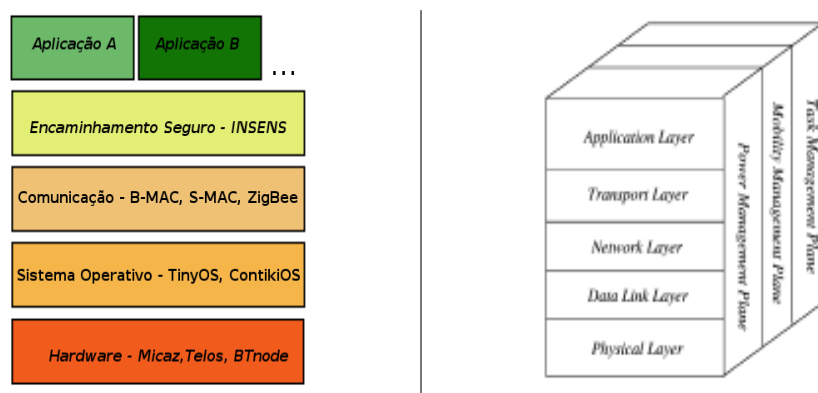 Aplicação A
Aplicação B
...
Encaminhamento Seguro - INSENS
Comunicação - B-MAC, S-MAC, ZigBee
Sistema Operativo - TinyOS, ContikiOS
Hardware - Micaz,Telos, BTnode
Application Layer
Transport Layer
Network Layer
Data Link Layer
Physical Layer
Power Management Plane
Mobility Management Plane
Task Management Plane